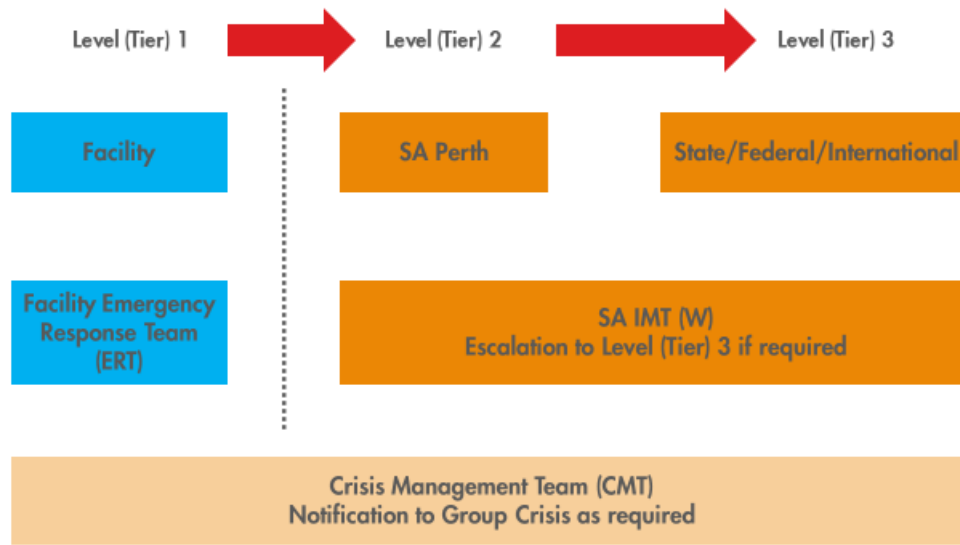 Level (Tier) 1
Level (Tier) 2
Level (Tier) 3
Facility
SA Perth
State/Federal/International
Facility Emergency
Response Team
(ERT)
SA IMT (W)
Escalation to Level (Tier) 3 if required
Crisis Management Team (CMT)
Notification to Group Crisis as required